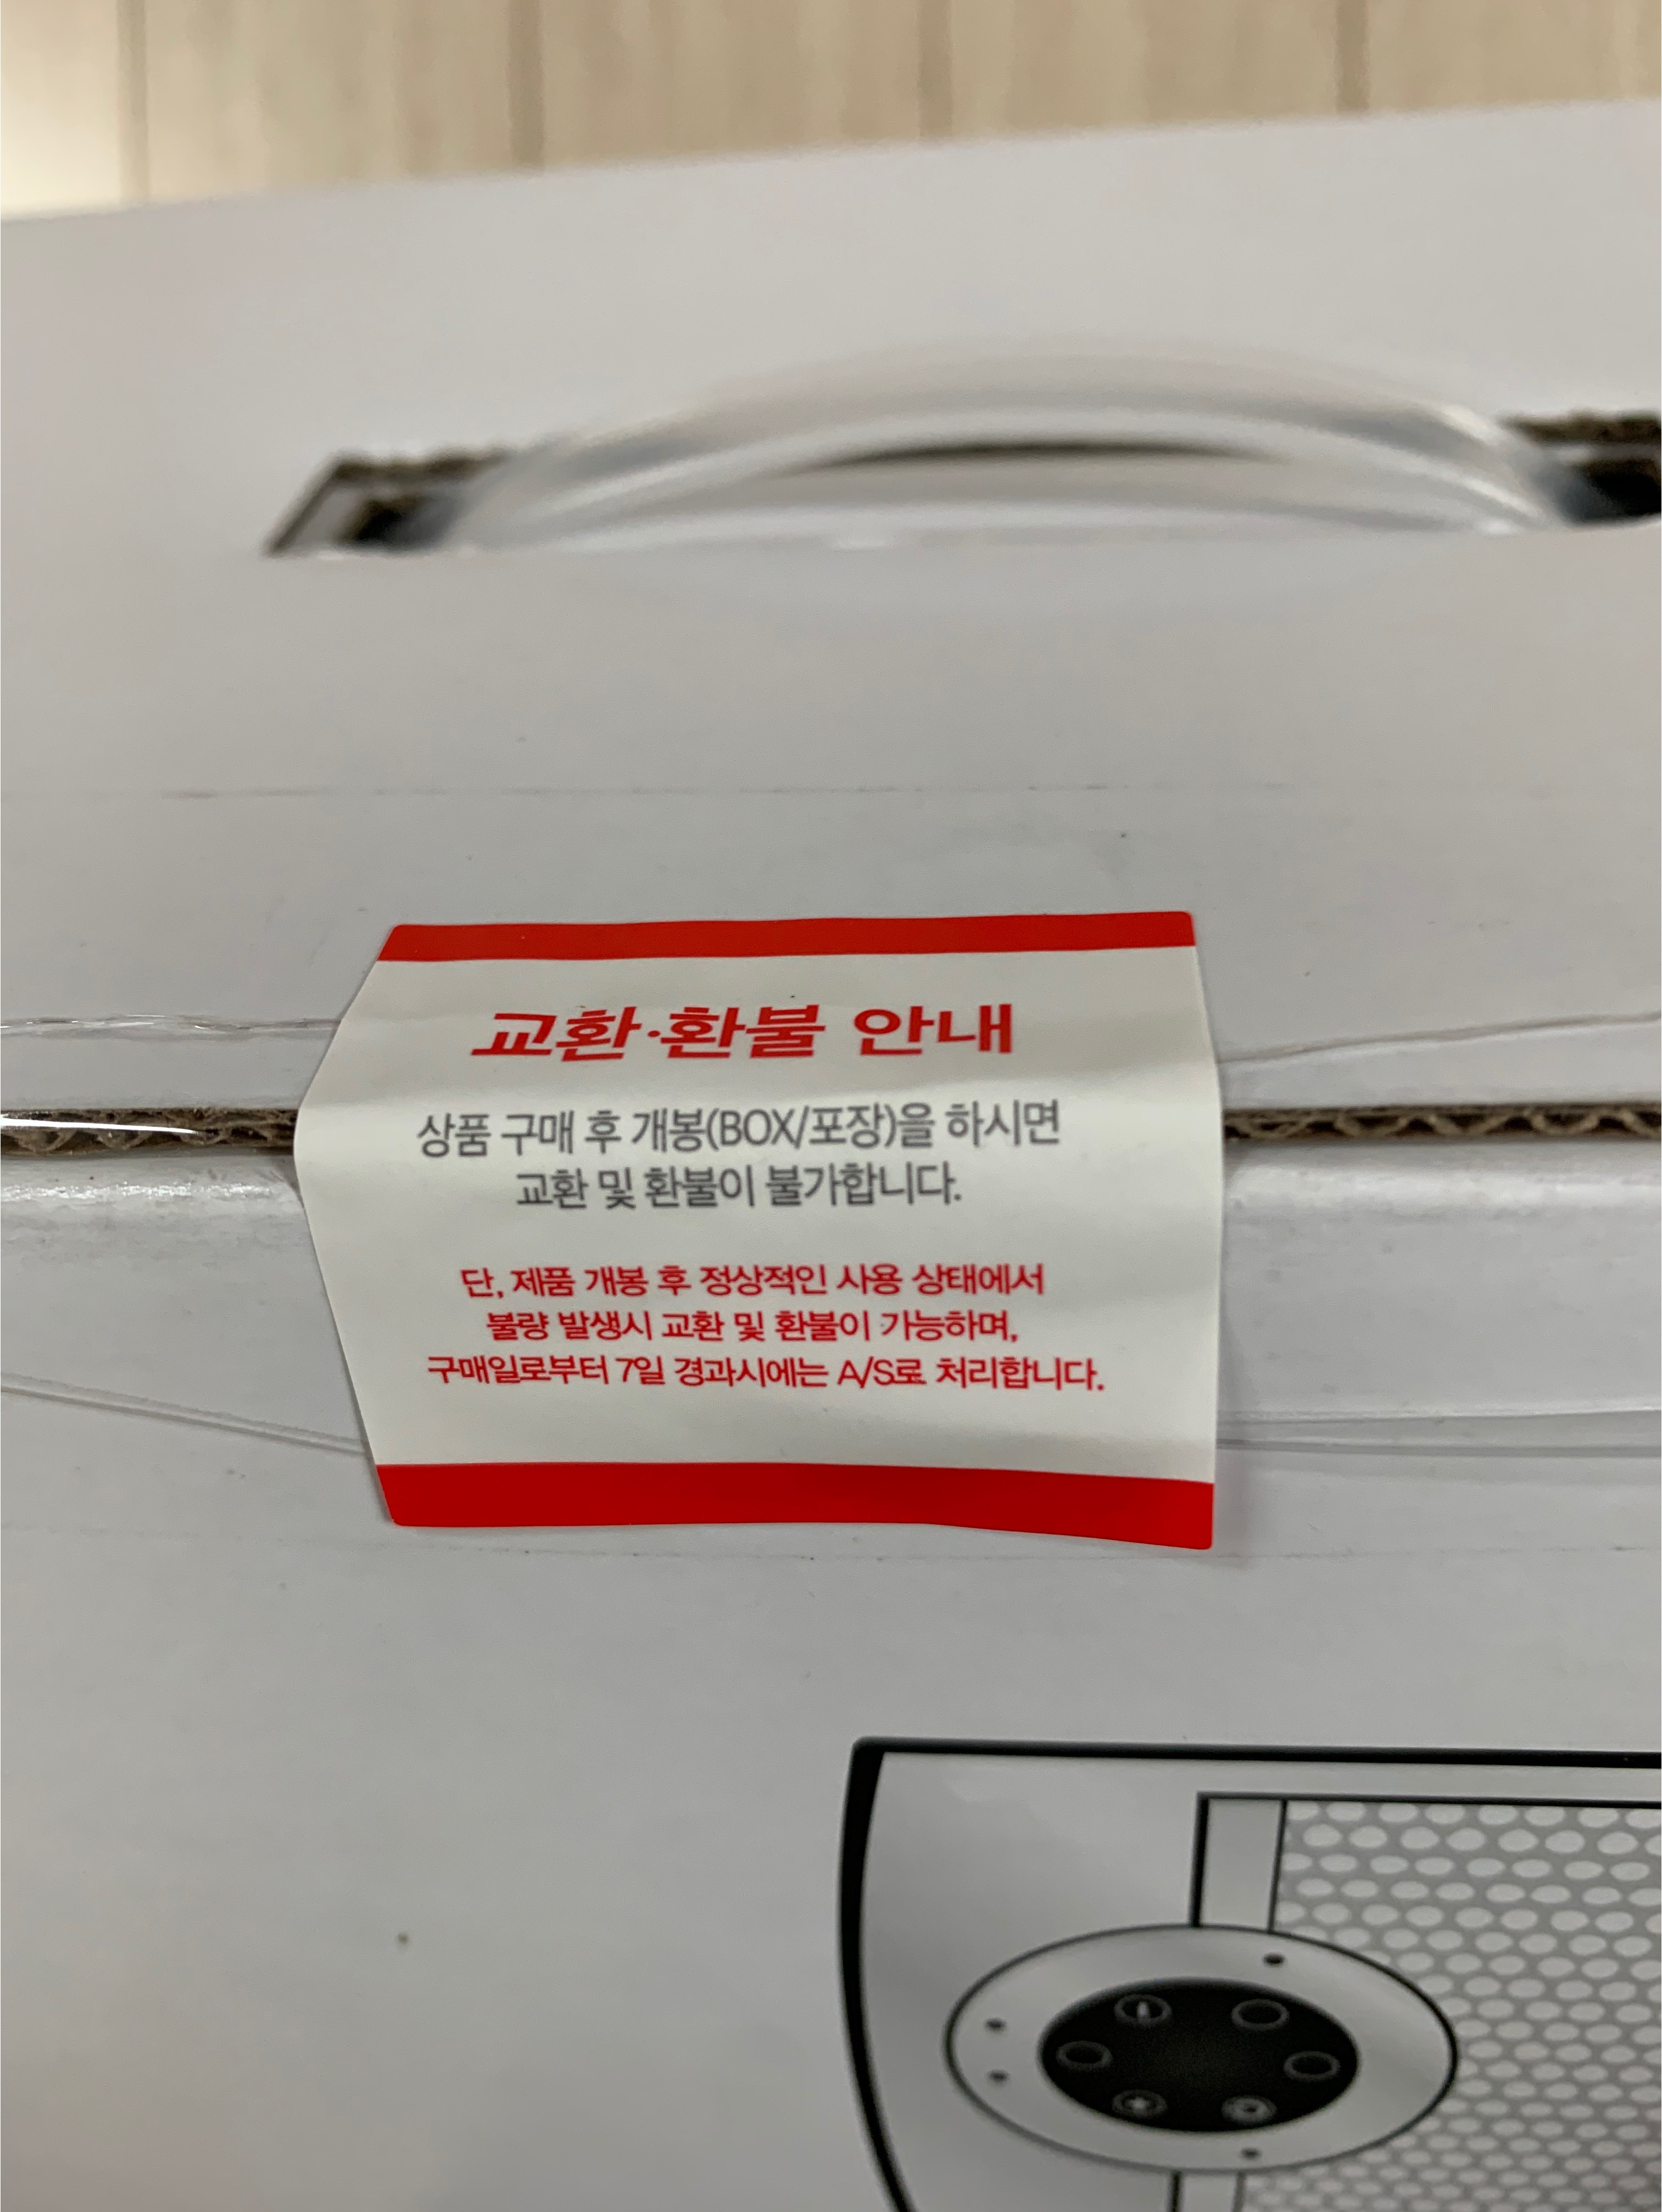 교환·환불 안내
상품 구매 후 개봉(BOX/포장)을 하시면
교환 및 환불이 불가합니다.
단, 제품 개봉 후 정상적인 사용 상태에서
불량 발생시 교환 및 환불이 가능하며,
구매일로부터 7일 경과시에는 A/S로 처리합니다.